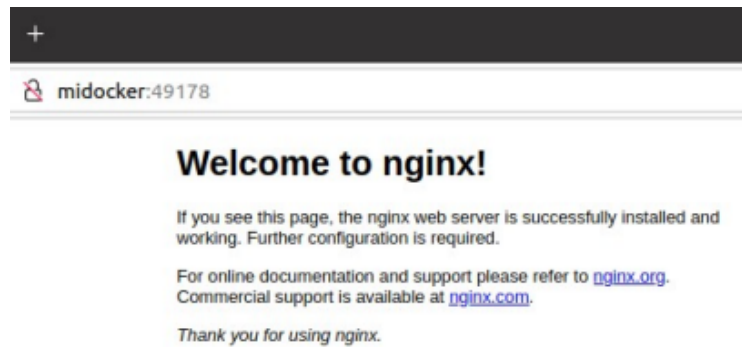 +
midocker:49178
Welcome to nginx!
If you see this page, the nginx web server is successfully installed and
working. Further configuration is required.
For online documentation and support please refer to nginx.org.
Commercial support is available at nginx.com.
Thank you for using nginx.